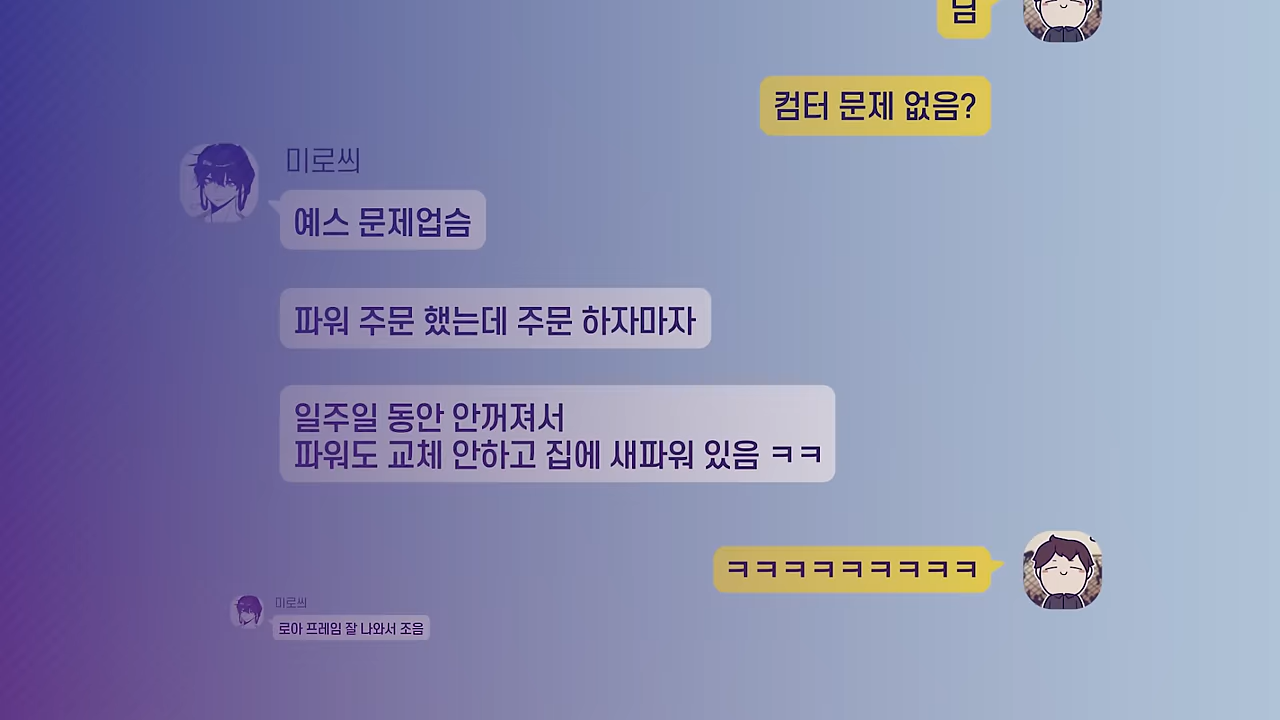 님
컴터 문제 없음?
미로씌
예스 문제업슴
파워 주문 했는데 주문 하자마자
일주일 동안 안꺼져서
파워도 교체 안하고 집에 새파워 있음 ㅋㅋ
ㅋㅋㅋㅋㅋㅋㅋㅋㅋ
미로씌
로아 프레임 잘 나와서 조음